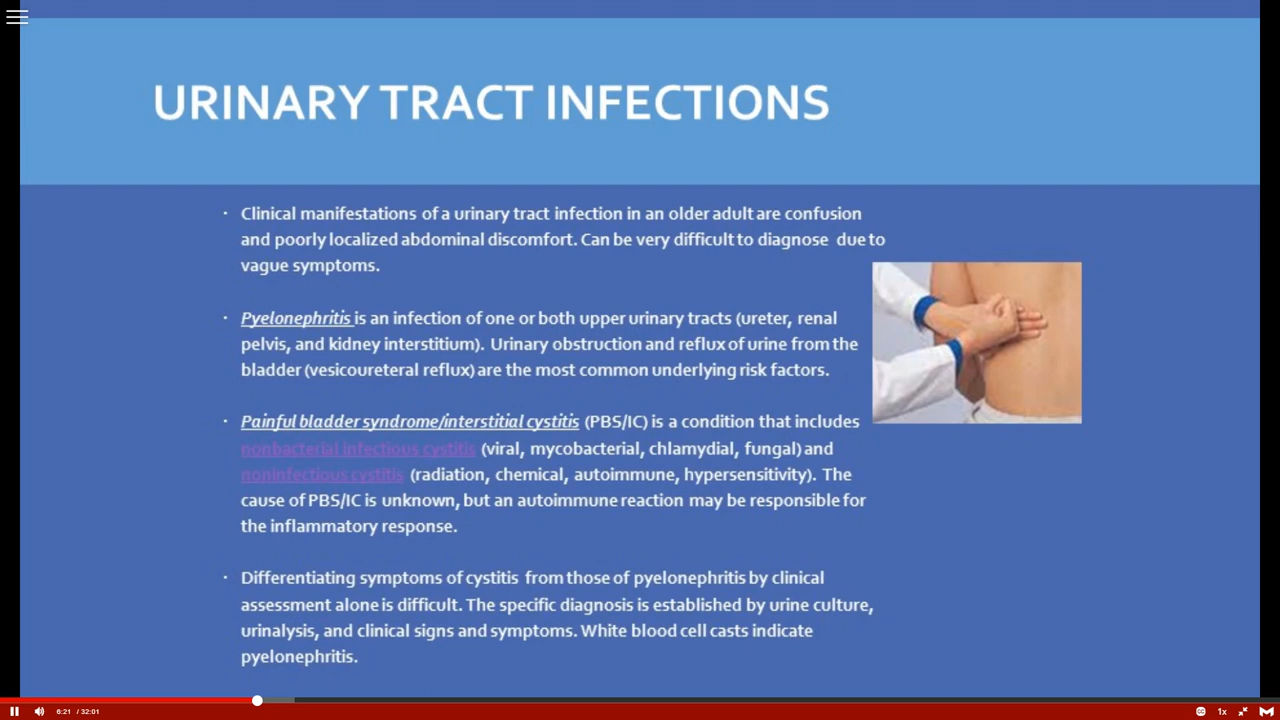 URINARY TRACT INFECTIONS
· Clinical manifestations of a urinary tract infection in an older adult are confusion
and poorly localized abdominal discomfort. Can be very difficult to diagnose due to
vague symptoms.
· Pyelonephritis is an infection of one or both upper urinary tracts (ureter, renal
pelvis, and kidney interstitium). Urinary obstruction and reflux of urine from the
bladder (vesicoureteral reflux) are the most common underlying risk factors.
· Painful bladder syndrome/interstitial cystitis (PBS/IC) is a condition that includes
nonbacterial infectious cystitis (viral, mycobacterial, chlamydial, fungal) and
noninfectious cystitis (radiation, chemical, autoimmune, hypersensitivity). The
cause of PBS/IC is unknown, but an autoimmune reaction may be responsible for
the inflammatory response.
· Differentiating symptoms of cystitis from those of pyelonephritis by clinical
assessment alone is difficult. The specific diagnosis is established by urine culture,
urinalysis, and clinical signs and symptoms. White blood cell casts indicate
pyelonephritis.
6:21 / 32:01 1x